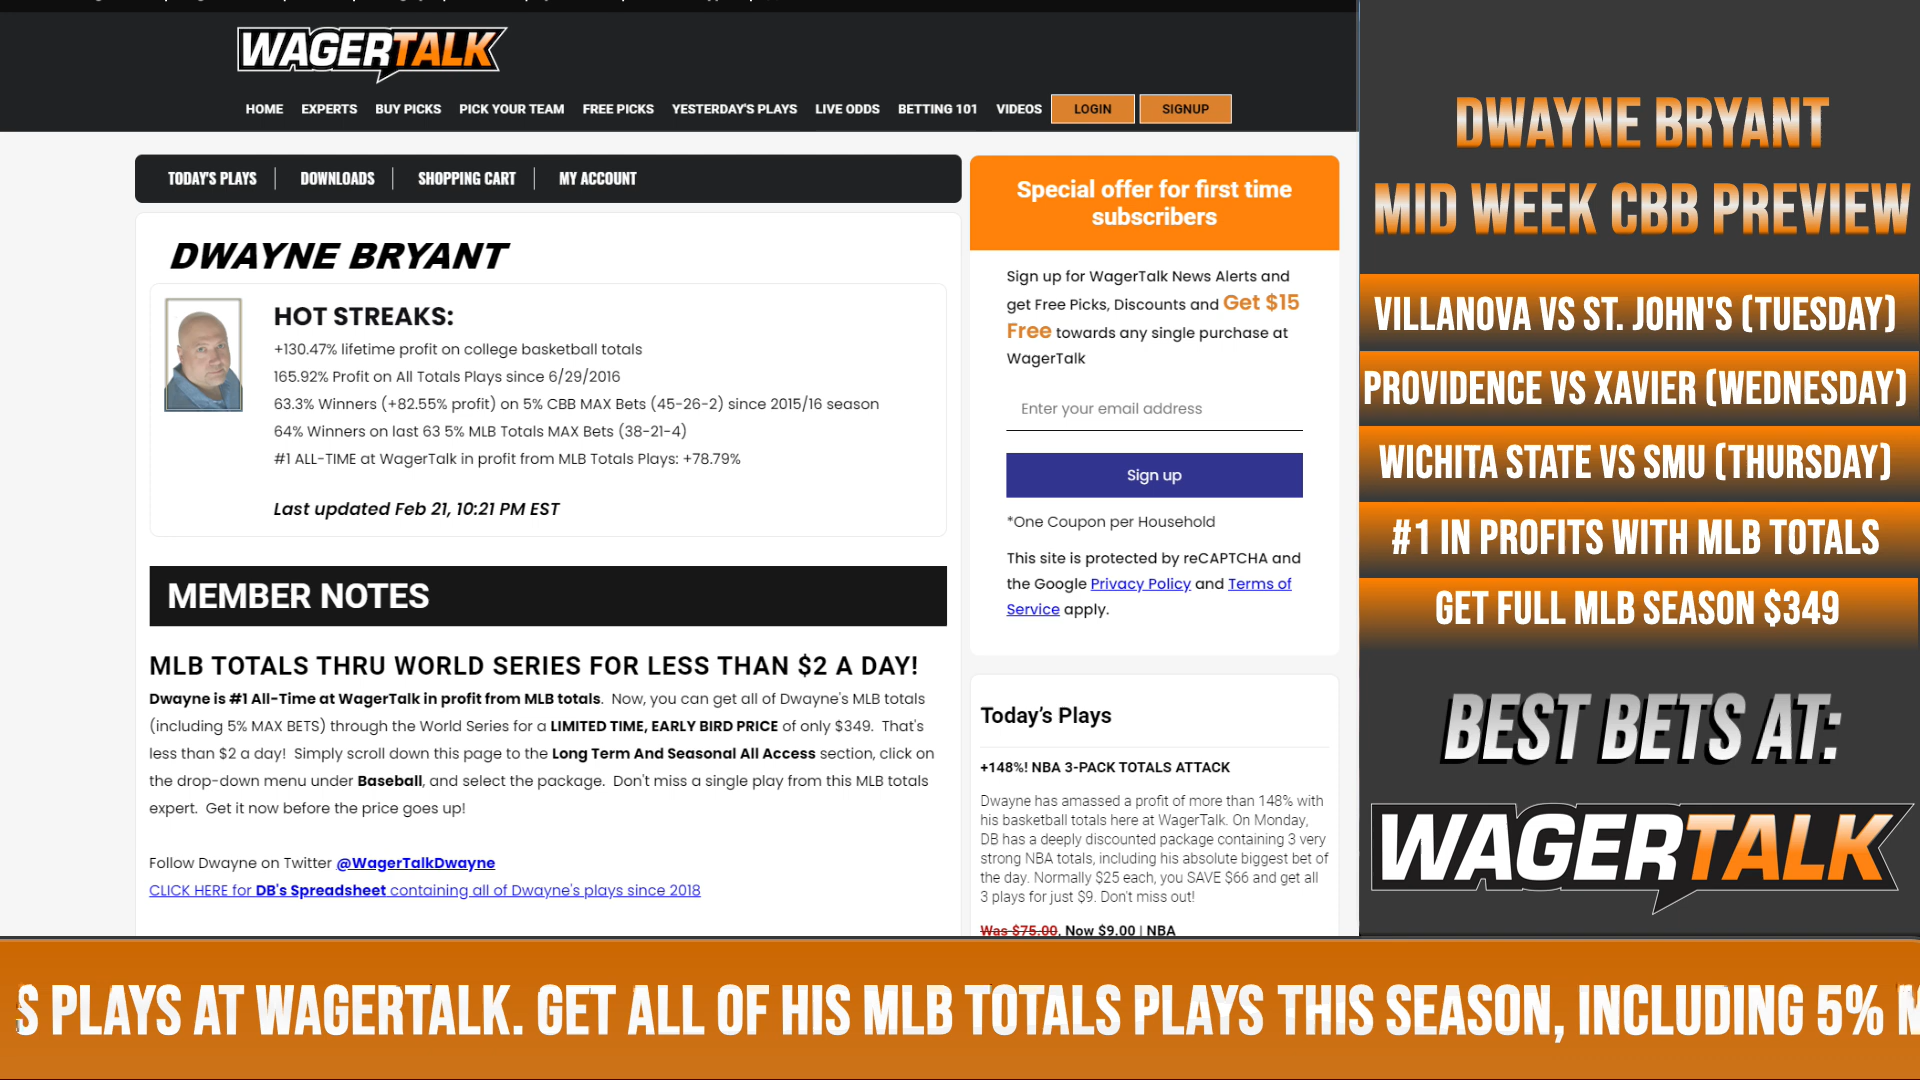 WAGERTALK
HOME EXPERTS BUY PICKS PICK YOUR TEAM FREE PICKS YESTERDAY'S PLAYS LIVE ODDS BETTING 101 VIDEOS LOGIN SIGNUP
TODAY'S PLAYS DOWNLOADS SHOPPING CART MY ACCOUNT
DWAYNE BRYANT
HOT STREAKS:
+130.47% lifetime profit on college basketball totals
165.92% Profit on All Totals Plays since 6/29/2016
63.3% Winners (+82.55% profit) on 5% CBB MAX Bets (45-26-2) since 2015/16 season
64% Winners on last 63 5% MLB Totals MAX Bets (38-21-4)
#1 ALL-TIME at WagerTalk in profit from MLB Totals Plays: +78.79%
Last updated Feb 21, 10:21 PM EST
MEMBER NOTES
MLB TOTALS THRU WORLD SERIES FOR LESS THAN $2 A DAY!
Dwayne is #1 All-Time at WagerTalk in profit from MLB totals. Now, you can get all of Dwayne's MLB totals
(including 5% MAX BETS) through the World Series for a LIMITED TIME, EARLY BIRD PRICE of only $349. That's
less than $2 a day! Simply scroll down this page to the Long Term And Seasonal All Access section, click on
the drop-down menu under Baseball, and select the package. Don't miss a single play from this MLB totals
expert. Get it now before the price goes up!
Follow Dwayne on Twitter @WagerTalkDwayne
CLICK HERE for DB's Spreadsheet containing all of Dwayne's plays since 2018
Special offer for first time
subscribers
Sign up for WagerTalk News Alerts and
get Free Picks, Discounts and Get $15
Free towards any single purchase at
WagerTalk
Enter your email address
Sign up
*One Coupon per Household
This site is protected by reCAPTCHA and
the Google Privacy Policy and Terms of
Service apply.
Today's Plays
+148%! NBA 3-PACK TOTALS ATTACK
Dwayne has amassed a profit of more than 148% with
his basketball totals here at WagerTalk. On Monday,
DB has a deeply discounted package containing 3 very
strong NBA totals, including his absolute biggest bet of
the day. Normally $25 each, you SAVE $66 and get all
3 plays for just $9. Don't miss out!
Was $75.00, Now $9.00 | NBA
DWAYNE BRYANT
MID WEEK CBB PREVIEW
VILLANOVA VS ST. JOHN'S (TUESDAY)
PROVIDENCE VS XAVIER (WEDNESDAY)
WICHITA STATE VS SMU (THURSDAY)
#1 IN PROFITS WITH MLB TOTALS
GET FULL MLB SEASON $349
BEST BETS AT:
WAGERTALK
S PLAYS AT WAGERTALK. GET ALL OF HIS MLB TOTALS PLAYS THIS SEASON, INCLUDING 5%